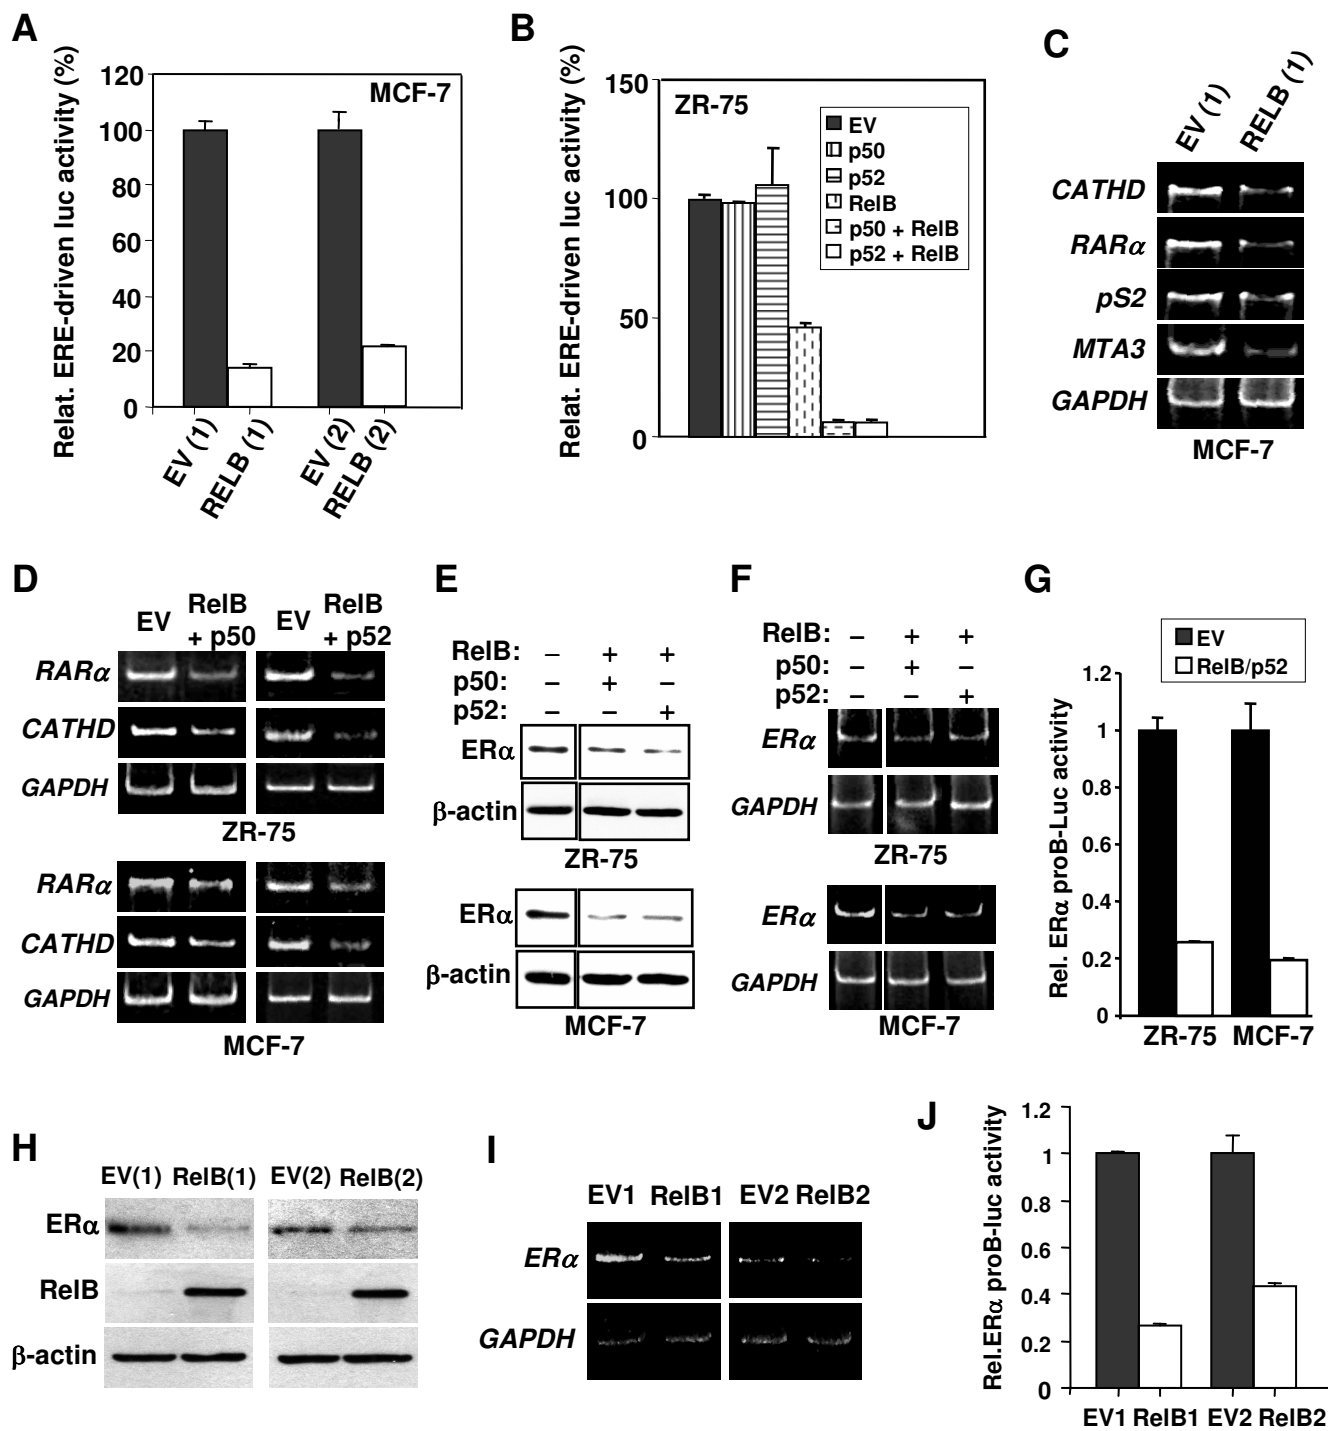 A
Relat. ERE-driven luc activity (%)
120
100
80
60
40
20
0
MCF-7
EV (1)
RELB (1)
EV (2)
RELB (2)
B
Relat. ERE-driven luc activity (%)
150
100
50
0
ZR-75
EV
p50
p52
RelB
p50 + RelB
p52 + RelB
C
EV (1)
RELB (1)
CATHD
RARα
pS2
MTA3
GAPDH
MCF-7
D
EV RelB + p50 EV RelB + p52
RARα
CATHD
GAPDH
ZR-75
RARα
CATHD
GAPDH
MCF-7
E
RelB: – + +
p50: – + –
p52: – – +
ERα
β-actin
ZR-75
ERα
β-actin
MCF-7
F
RelB: – + +
p50: – + –
p52: – – +
ERα
GAPDH
ZR-75
ERα
GAPDH
MCF-7
G
EV
RelB/p52
Rel. ERα proB-Luc activity
1.2
1
0.8
0.6
0.4
0.2
0
ZR-75 MCF-7
H
EV(1) RelB(1) EV(2) RelB(2)
ERα
RelB
β-actin
I
EV1 RelB1 EV2 RelB2
ERα
GAPDH
J
Rel.ERα proB-luc activity
1.2
1
0.8
0.6
0.4
0.2
0
EV1 RelB1 EV2 RelB2